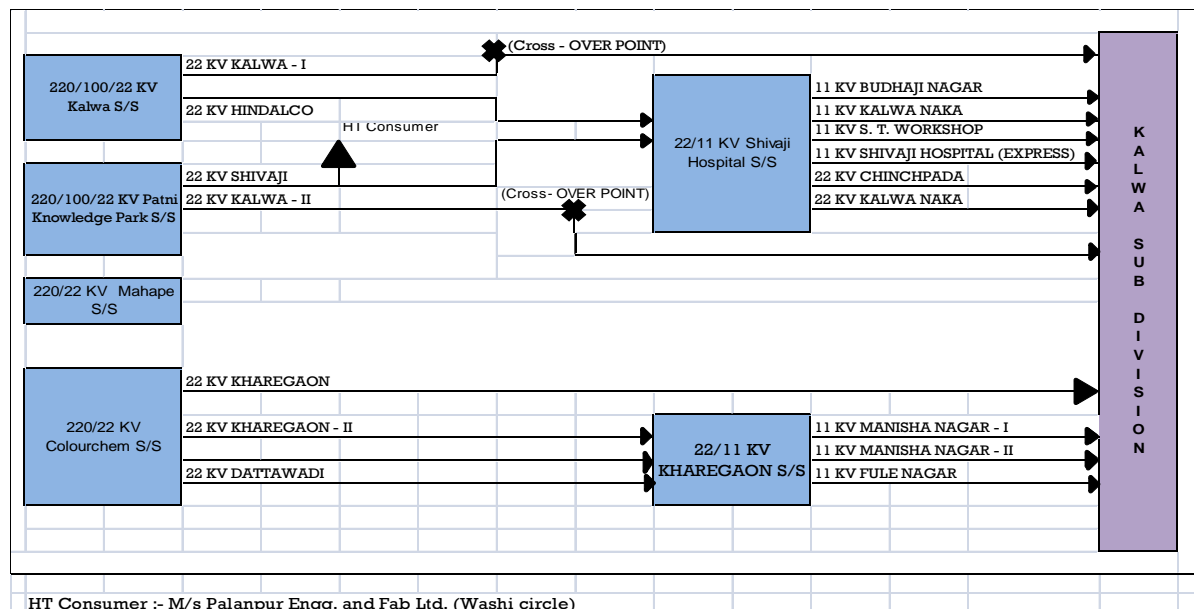 (Cross - OVER POINT)
22 KV KALWA - I
220/100/22 KV
Kalwa S/S
22 KV HINDALCO
HT Consumer
22/11 KV Shivaji
Hospital S/S
11 KV BUDHAJI NAGAR
11 KV KALWA NAKA
11 KV S. T. WORKSHOP
11 KV SHIVAJI HOSPITAL (EXPRESS)
22 KV CHINCHPADA
22 KV KALWA NAKA
22 KV SHIVAJI
220/100/22 KV Patni
Knowledge Park S/S
22 KV KALWA - II
(Cross- OVER POINT)
220/22 KV Mahape
S/S
22 KV KHAREGAON
220/22 KV
Colourchem S/S
22 KV KHAREGAON - II
22 KV DATTAWADI
22/11 KV
KHAREGAON S/S
11 KV MANISHA NAGAR - I
11 KV MANISHA NAGAR - II
11 KV FULE NAGAR
KALWA SUB DIVISION
HT Consumer :- M/s Palanpur Engg. and Fab Ltd. (Washi circle)